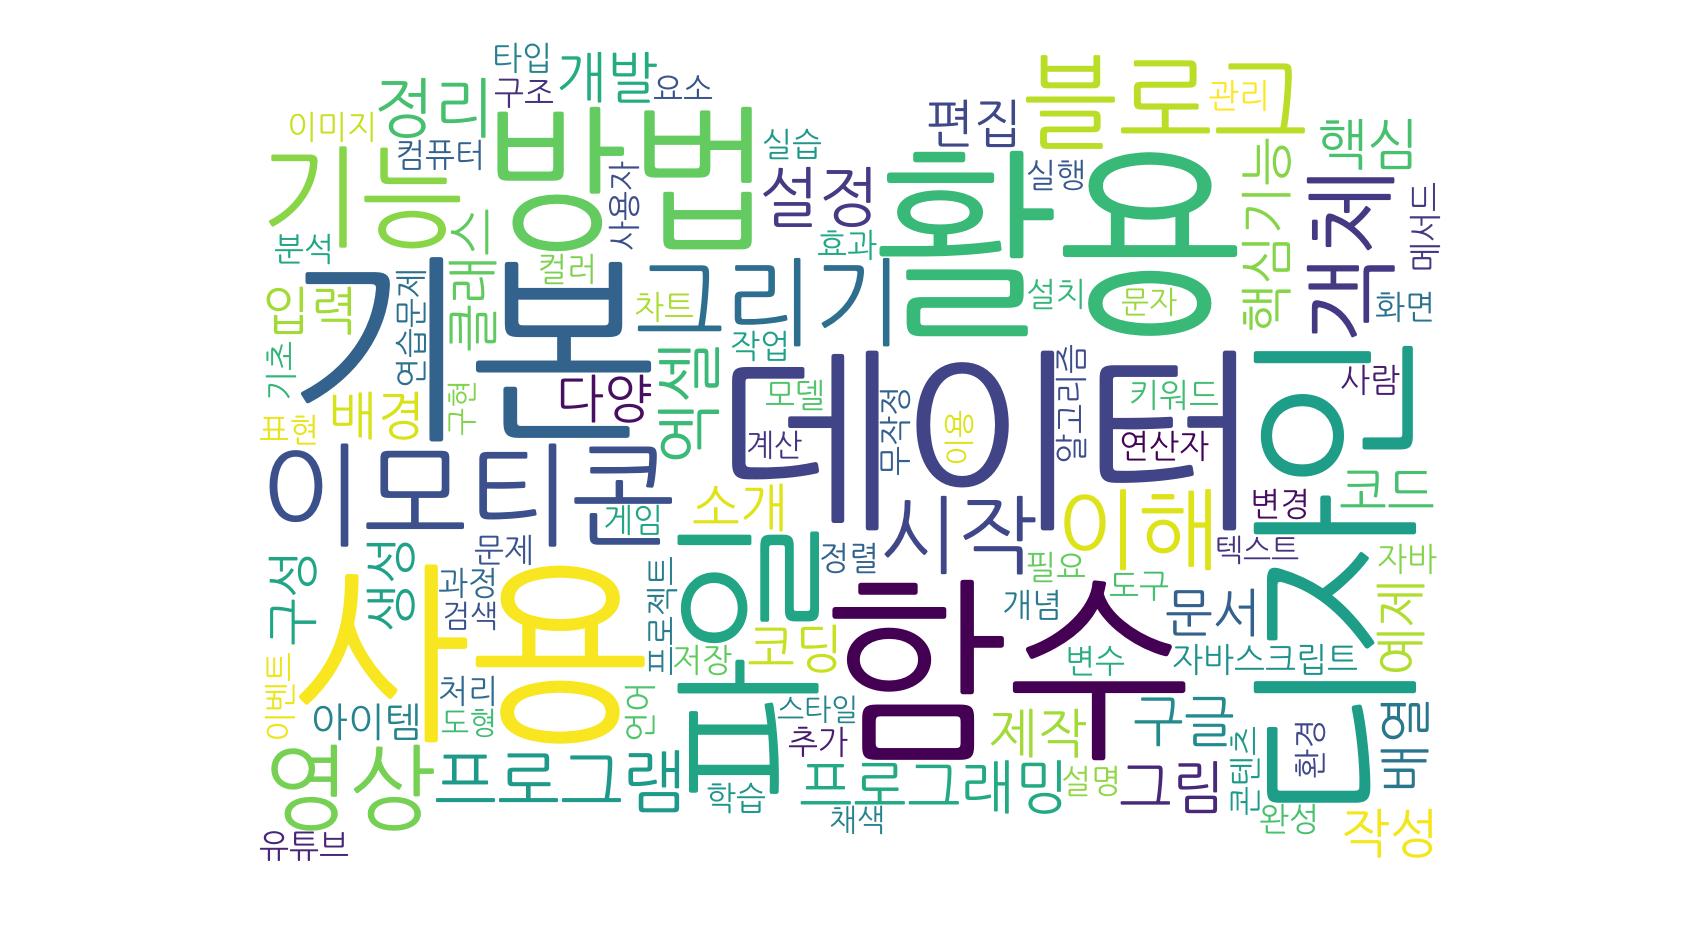 타입
개발
구조
요소
정리
이미지
컴퓨터
방법
기능
사용자
실습
설정
편집
블로그
관리
핵심
실행
활용
핵심기능
객체
메서드
분석
클래스
효과
컬러
기본
그리기
차트
설치
문자
화면
입력
연습문제
작업
기초
엑셀
다양
배경
구현
표현
데이터
모델
무작정
이용
알고리즘
키워드
계산
연산자
디자인
사람
이모티콘
게임
소개
시작
이해
변경
코드
텍스트
파일
정렬
필요
문제
구성
생성
과정
검색
프로젝트
사용
함수
개념
도구
문서
자바
예제
저장
코딩
변수
자바스크립트
이벤트
처리
아이템
도형
언어
스타일
추가
제작
구글
콘텐츠
환경
배열
영상
프로그램
학습
프로그래밍
채색
설명
그림
완성
작성
유튜브